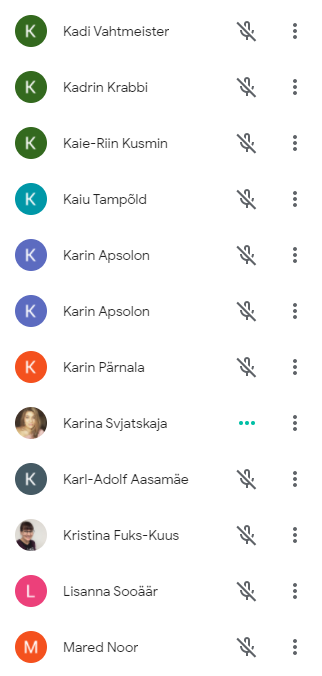 K Kadi Vahtmeister
K Kadrin Krabbi
K Kaie-Riin Kusmin
K Kaiu Tampõld
K Karin Apsolon
K Karin Apsolon
K Karin Pärnala
Karina Svjatskaja
K Karl-Adolf Aasamäe
Kristina Fuks-Kuus
L Lisanna Sooäär
M Mared Noor